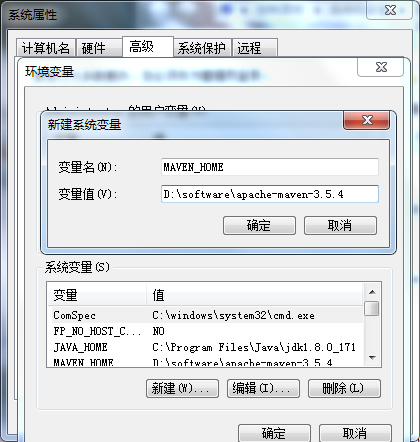 系统属性
计算机名 硬件 高级 系统保护 远程
环境变量
新建系统变量
变量名(N): MAVEN_HOME
变量值(V): D:\software\apache-maven-3.5.4
确定 取消
系统变量(S)
变量 值
ComSpec C:\windows\system32\cmd.exe
FP_NO_HOST_C... NO
JAVA_HOME C:\Program Files\Java\jdk1.8.0_171
MAVEN_HOME D:\software\apache-maven-3.5.4
新建(W)... 编辑(I)... 删除(L)
确定 取消